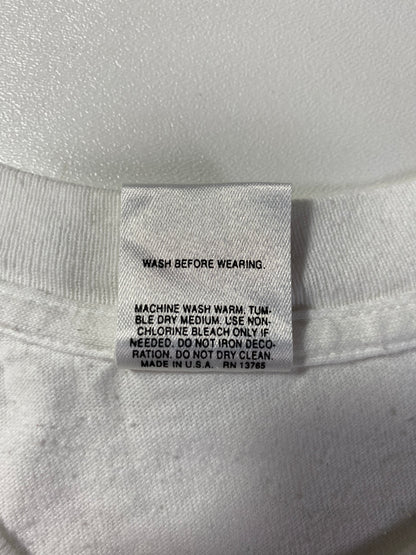 WASH BEFORE WEARING.
MACHINE WASH WARM. TUM-
BLE DRY MEDIUM. USE NON-
CHLORINE BLEACH ONLY IF
NEEDED. DO NOT IRON DECO-
RATION. DO NOT DRY CLEAN.
MADE IN U.S.A. RN 13765